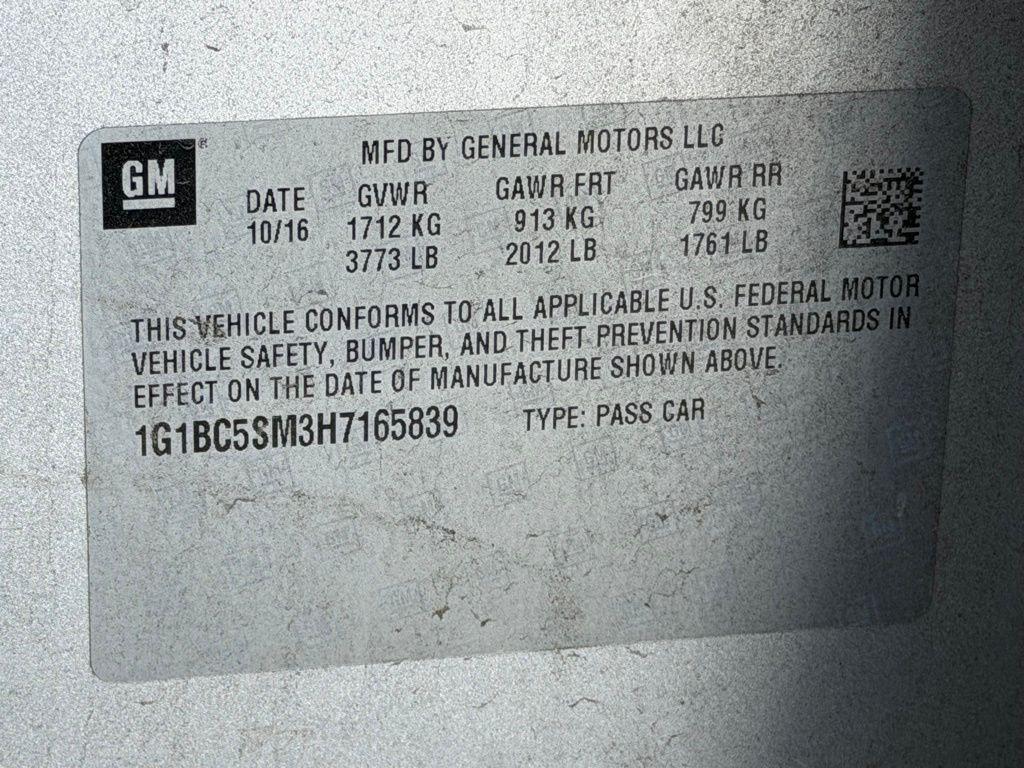 GM ®
MFD BY GENERAL MOTORS LLC
DATE GVWR GAWR FRT GAWR RR
10/16 1712 KG 913 KG 799 KG
3773 LB 2012 LB 1761 LB
THIS VEHICLE CONFORMS TO ALL APPLICABLE U.S. FEDERAL MOTOR
VEHICLE SAFETY, BUMPER, AND THEFT PREVENTION STANDARDS IN
EFFECT ON THE DATE OF MANUFACTURE SHOWN ABOVE.
1G1BC5SM3H7165839 TYPE: PASS CAR